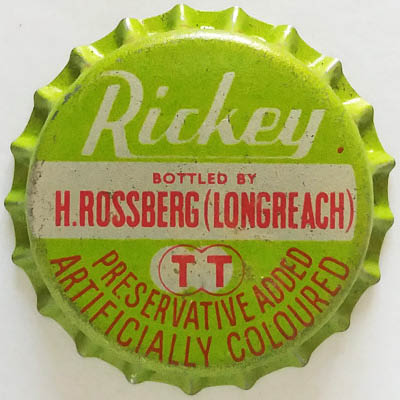 Rickey
BOTTLED BY
H. ROSSBERG (LONGREACH)
TT
PRESERVATIVE ADDED
ARTIFICIALLY COLOURED